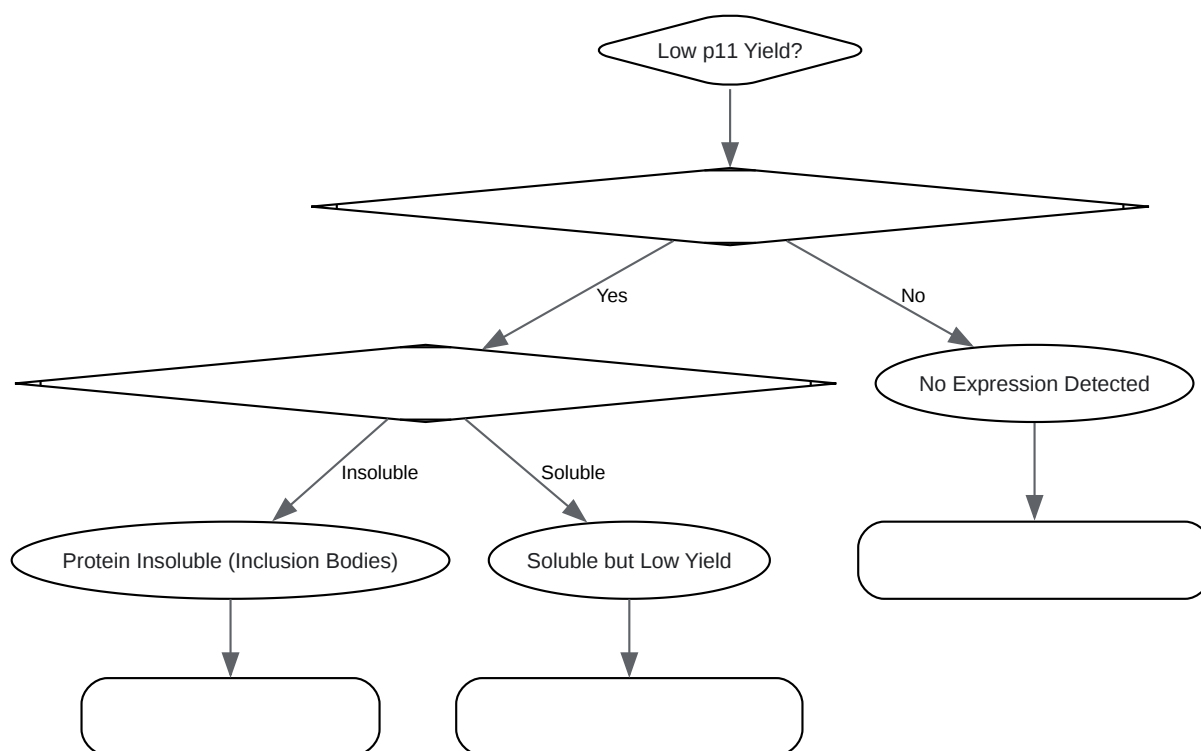 Low p11 Yield?
Yes
No
No Expression Detected
Insoluble
Soluble
Protein Insoluble (Inclusion Bodies)
Soluble but Low Yield